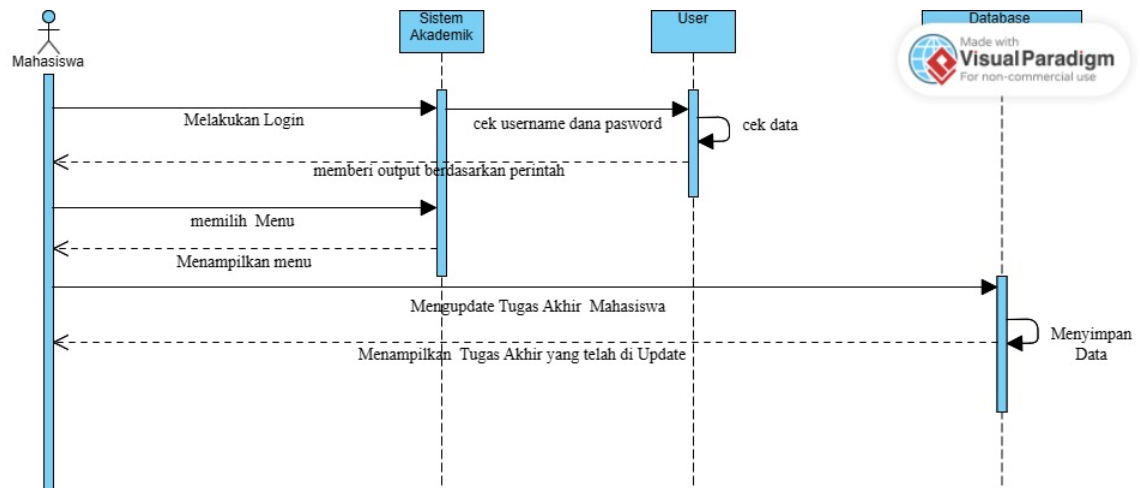 Mahasiswa
Sistem
Akademik
User
Database
Made with
Visual Paradigm
For non-commercial use
Melakukan Login
cek username dana pasword
cek data
memberi output berdasarkan perintah
memilih Menu
Menampilkan menu
Mengupdate Tugas Akhir Mahasiswa
Menyimpan
Data
Menampilkan Tugas Akhir yang telah di Update